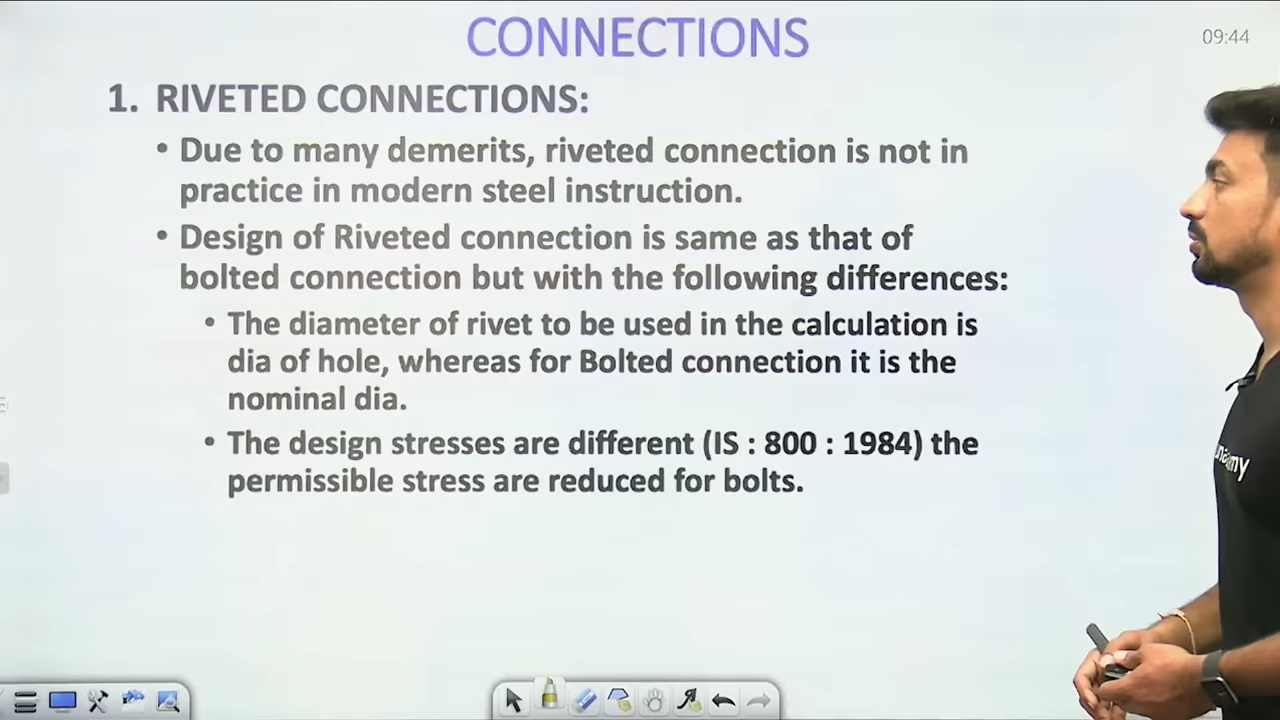 CONNECTIONS
09:44
1. RIVETED CONNECTIONS:
• Due to many demerits, riveted connection is not in
practice in modern steel instruction.
• Design of Riveted connection is same as that of
bolted connection but with the following differences:
• The diameter of rivet to be used in the calculation is
dia of hole, whereas for Bolted connection it is the
nominal dia.
• The design stresses are different (IS : 800 : 1984) the
permissible stress are reduced for bolts.